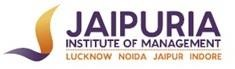 JAIPURIA
INSTITUTE OF MANAGEMENT
LUCKNOW NOIDA JAIPUR INDORE